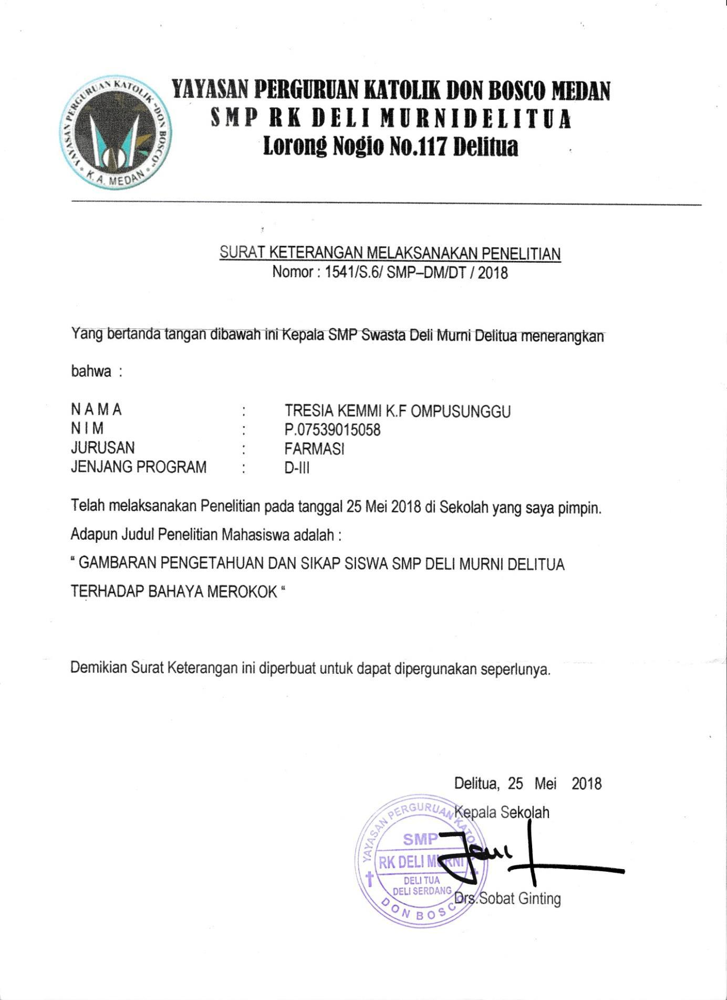 YAYASAN PERGURUAN KATOLIK "DON BOSCO"
K. A. MEDAN
YAYASAN PERGURUAN KATOLIK DON BOSCO MEDAN
SMP RK DELI MURNIDELITUA
Lorong Nogio No.117 Delitua
SURAT KETERANGAN MELAKSANAKAN PENELITIAN
Nomor : 1541/S.6/ SMP–DM/DT / 2018
Yang bertanda tangan dibawah ini Kepala SMP Swasta Deli Murni Delitua menerangkan
bahwa :
N A M A : TRESIA KEMMI K.F OMPUSUNGGU
N I M : P.07539015058
JURUSAN : FARMASI
JENJANG PROGRAM : D-III
Telah melaksanakan Penelitian pada tanggal 25 Mei 2018 di Sekolah yang saya pimpin.
Adapun Judul Penelitian Mahasiswa adalah :
“ GAMBARAN PENGETAHUAN DAN SIKAP SISWA SMP DELI MURNI DELITUA
TERHADAP BAHAYA MEROKOK “
Demikian Surat Keterangan ini diperbuat untuk dapat dipergunakan seperlunya.
Delitua, 25 Mei 2018
Kepala Sekolah
YAYASAN PERGURUAN
SMP
RK DELI MURNI
DELI TUA
DELI SERDANG
DON BOSCO
Drs.Sobat Ginting